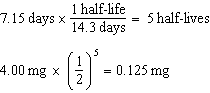 7.15 days × 1 half-life / 14.3 days = 5 half-lives
4.00 mg × (1/2)^5 = 0.125 mg